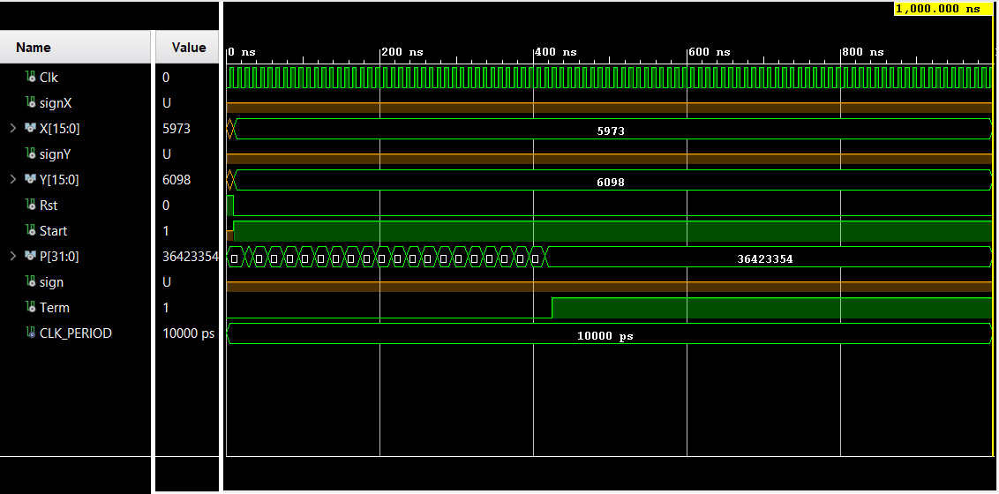 1,000.000 ns
Name Value
0 ns 200 ns 400 ns 600 ns 800 ns
Clk 0
signX U
X[15:0] 5973 5973
signY U
Y[15:0] 6098 6098
Rst 0
Start 1
P[31:0] 36423354 36423354
sign U
Term 1
CLK_PERIOD 10000 ps 10000 ps